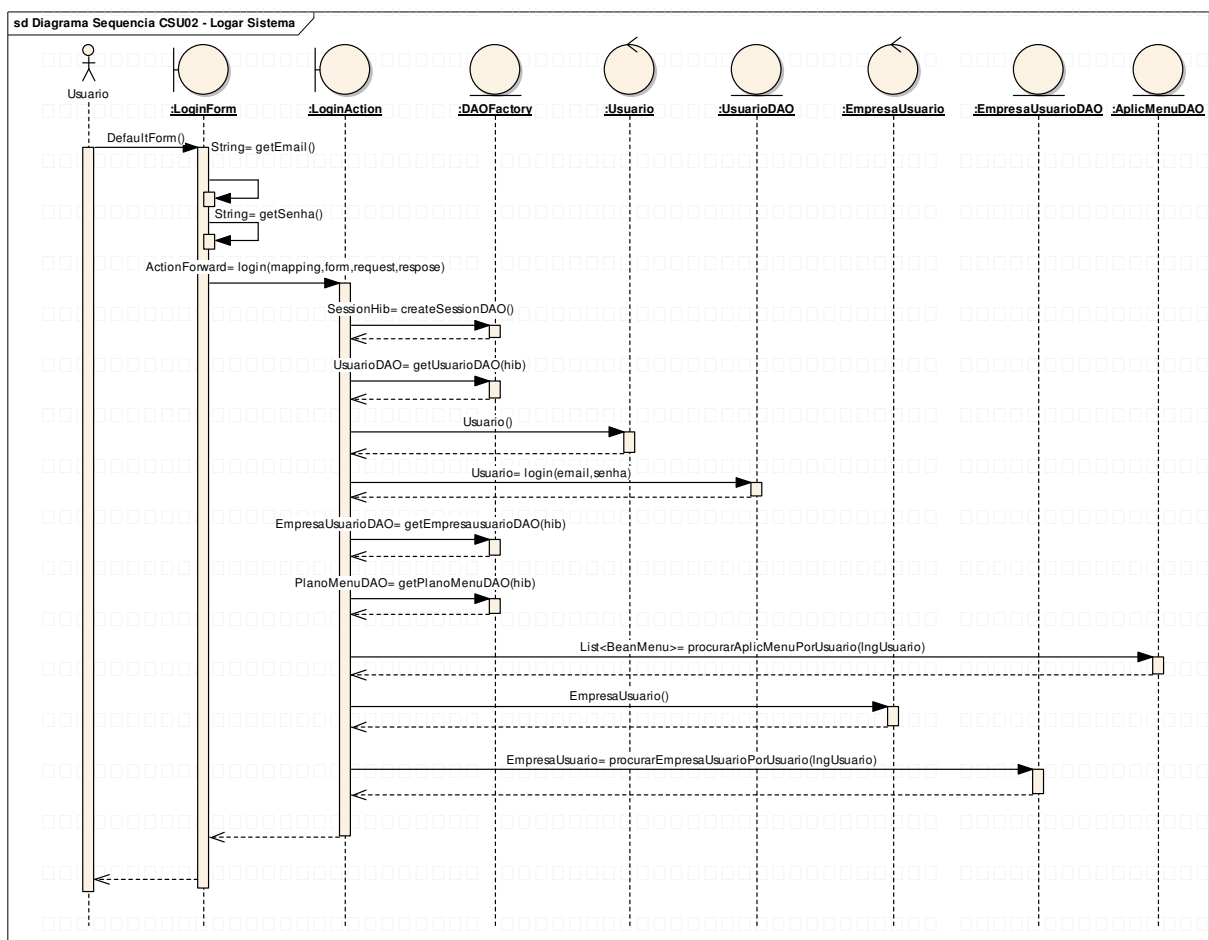 sd Diagrama Sequencia CSU02 - Logar Sistema
Usuario
:LoginForm
:LoginAction
:DAOFactory
:Usuario
:UsuarioDAO
:EmpresaUsuario
:EmpresaUsuarioDAO
:AplicMenuDAO
DefaultForm()
String= getEmail()
String= getSenha()
ActionForward= login(mapping,form,request,respose)
SessionHib= createSessionDAO()
UsuarioDAO= getUsuarioDAO(hib)
Usuario()
Usuario= login(email,senha)
EmpresaUsuarioDAO= getEmpresausuarioDAO(hib)
PlanoMenuDAO= getPlanoMenuDAO(hib)
List<BeanMenu>= procurarAplicMenuPorUsuario(lngUsuario)
EmpresaUsuario()
EmpresaUsuario= procurarEmpresaUsuarioPorUsuario(lngUsuario)